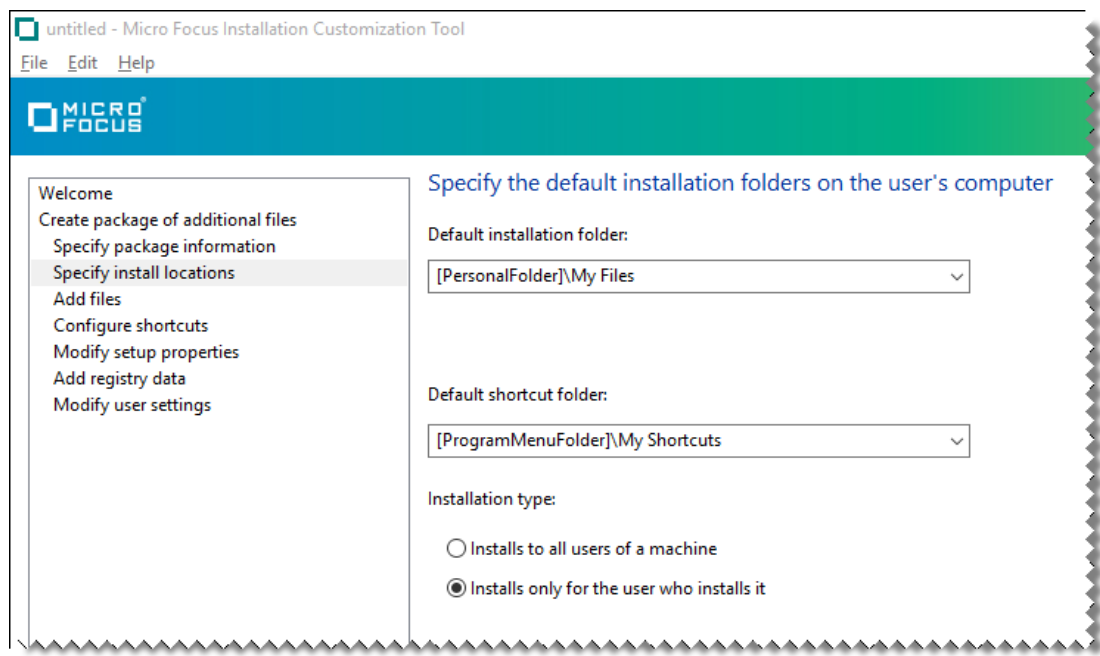 untitled - Micro Focus Installation Customization Tool
File Edit Help
MICRO
FOCUS
Welcome
Create package of additional files
Specify package information
Specify install locations
Add files
Configure shortcuts
Modify setup properties
Add registry data
Modify user settings
Specify the default installation folders on the user's computer
Default installation folder:
[PersonalFolder]\My Files
Default shortcut folder:
[ProgramMenuFolder]\My Shortcuts
Installation type:
Installs to all users of a machine
Installs only for the user who installs it